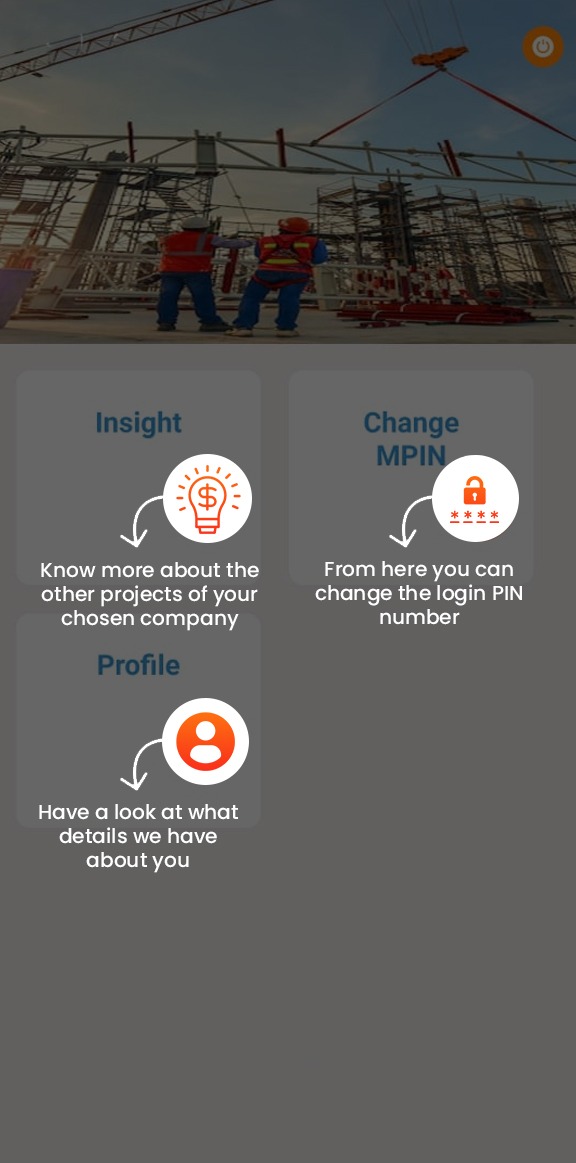 Insight
Know more about the
other projects of your
chosen company
Change
MPIN
* * * *
From here you can
change the login PIN
number
Profile
Have a look at what
details we have
about you